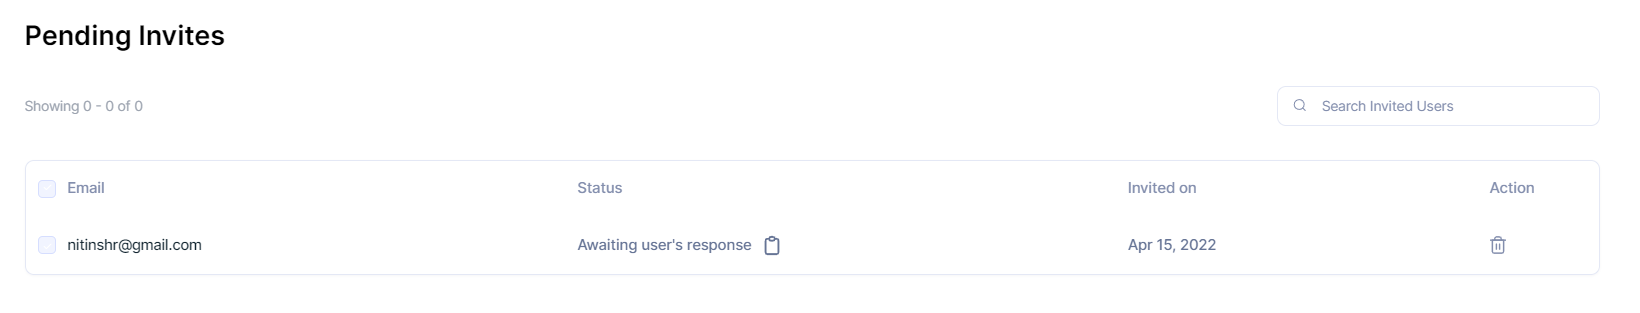 Pending Invites
Showing 0 - 0 of 0
Search Invited Users
Email Status Invited on Action
nitinshr@gmail.com Awaiting user's response Apr 15, 2022